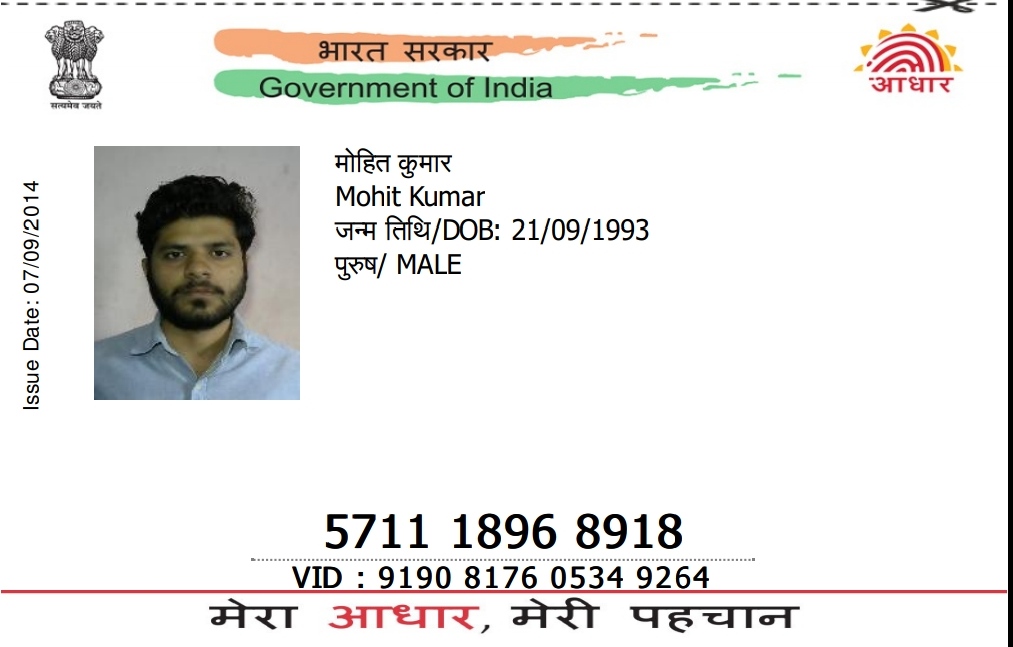 भारत सरकार
Government of India
सत्यमेव जयते
आधार
Issue Date: 07/09/2014
मोहित कुमार
Mohit Kumar
जन्म तिथि/DOB: 21/09/1993
पुरुष/ MALE
5711 1896 8918
VID : 9190 8176 0534 9264
मेरा आधार, मेरी पहचान